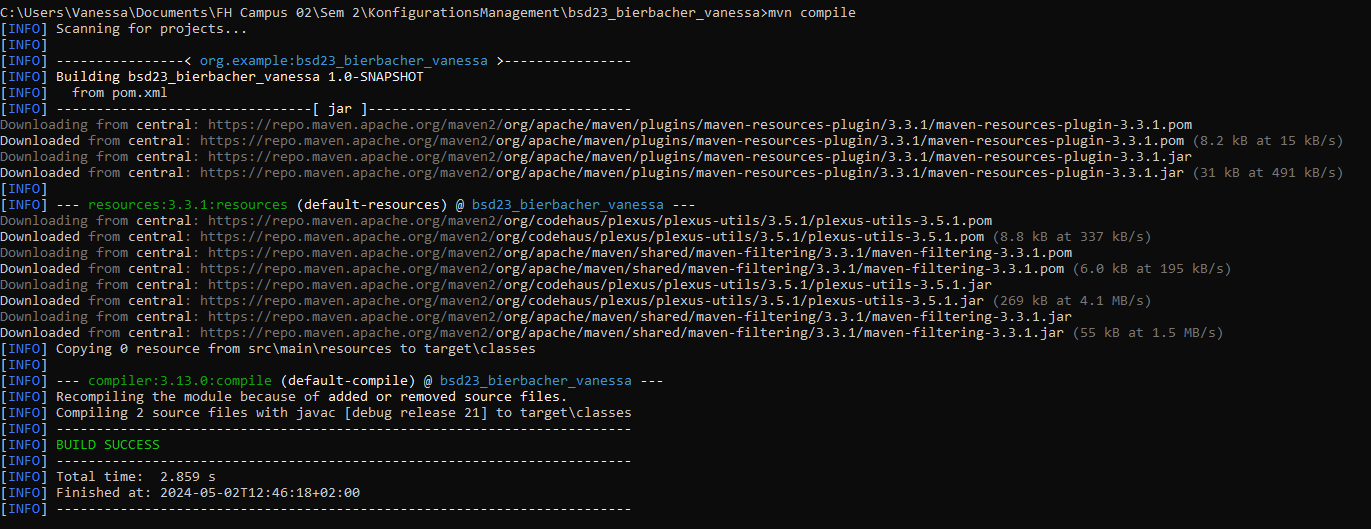 C:\Users\Vanessa\Documents\FH Campus 02\Sem 2\KonfigurationsManagement\bsd23_bierbacher_vanessa>mvn compile
[INFO] Scanning for projects...
[INFO]
[INFO] ----------------< org.example:bsd23_bierbacher_vanessa >----------------
[INFO] Building bsd23_bierbacher_vanessa 1.0-SNAPSHOT
[INFO]   from pom.xml
[INFO] --------------------------------[ jar ]---------------------------------
Downloading from central: https://repo.maven.apache.org/maven2/org/apache/maven/plugins/maven-resources-plugin/3.3.1/maven-resources-plugin-3.3.1.pom
Downloaded from central: https://repo.maven.apache.org/maven2/org/apache/maven/plugins/maven-resources-plugin/3.3.1/maven-resources-plugin-3.3.1.pom (8.2 kB at 15 kB/s)
Downloading from central: https://repo.maven.apache.org/maven2/org/apache/maven/plugins/maven-resources-plugin/3.3.1/maven-resources-plugin-3.3.1.jar
Downloaded from central: https://repo.maven.apache.org/maven2/org/apache/maven/plugins/maven-resources-plugin/3.3.1/maven-resources-plugin-3.3.1.jar (31 kB at 491 kB/s)
[INFO]
[INFO] --- resources:3.3.1:resources (default-resources) @ bsd23_bierbacher_vanessa ---
Downloading from central: https://repo.maven.apache.org/maven2/org/codehaus/plexus/plexus-utils/3.5.1/plexus-utils-3.5.1.pom
Downloaded from central: https://repo.maven.apache.org/maven2/org/codehaus/plexus/plexus-utils/3.5.1/plexus-utils-3.5.1.pom (8.8 kB at 337 kB/s)
Downloading from central: https://repo.maven.apache.org/maven2/org/apache/maven/shared/maven-filtering/3.3.1/maven-filtering-3.3.1.pom
Downloaded from central: https://repo.maven.apache.org/maven2/org/apache/maven/shared/maven-filtering/3.3.1/maven-filtering-3.3.1.pom (6.0 kB at 195 kB/s)
Downloading from central: https://repo.maven.apache.org/maven2/org/codehaus/plexus/plexus-utils/3.5.1/plexus-utils-3.5.1.jar
Downloaded from central: https://repo.maven.apache.org/maven2/org/codehaus/plexus/plexus-utils/3.5.1/plexus-utils-3.5.1.jar (269 kB at 4.1 MB/s)
Downloading from central: https://repo.maven.apache.org/maven2/org/apache/maven/shared/maven-filtering/3.3.1/maven-filtering-3.3.1.jar
Downloaded from central: https://repo.maven.apache.org/maven2/org/apache/maven/shared/maven-filtering/3.3.1/maven-filtering-3.3.1.jar (55 kB at 1.5 MB/s)
[INFO] Copying 0 resource from src\main\resources to target\classes
[INFO]
[INFO] --- compiler:3.13.0:compile (default-compile) @ bsd23_bierbacher_vanessa ---
[INFO] Recompiling the module because of added or removed source files.
[INFO] Compiling 2 source files with javac [debug release 21] to target\classes
[INFO] ------------------------------------------------------------------------
[INFO] BUILD SUCCESS
[INFO] ------------------------------------------------------------------------
[INFO] Total time:  2.859 s
[INFO] Finished at: 2024-05-02T12:46:18+02:00
[INFO] ------------------------------------------------------------------------